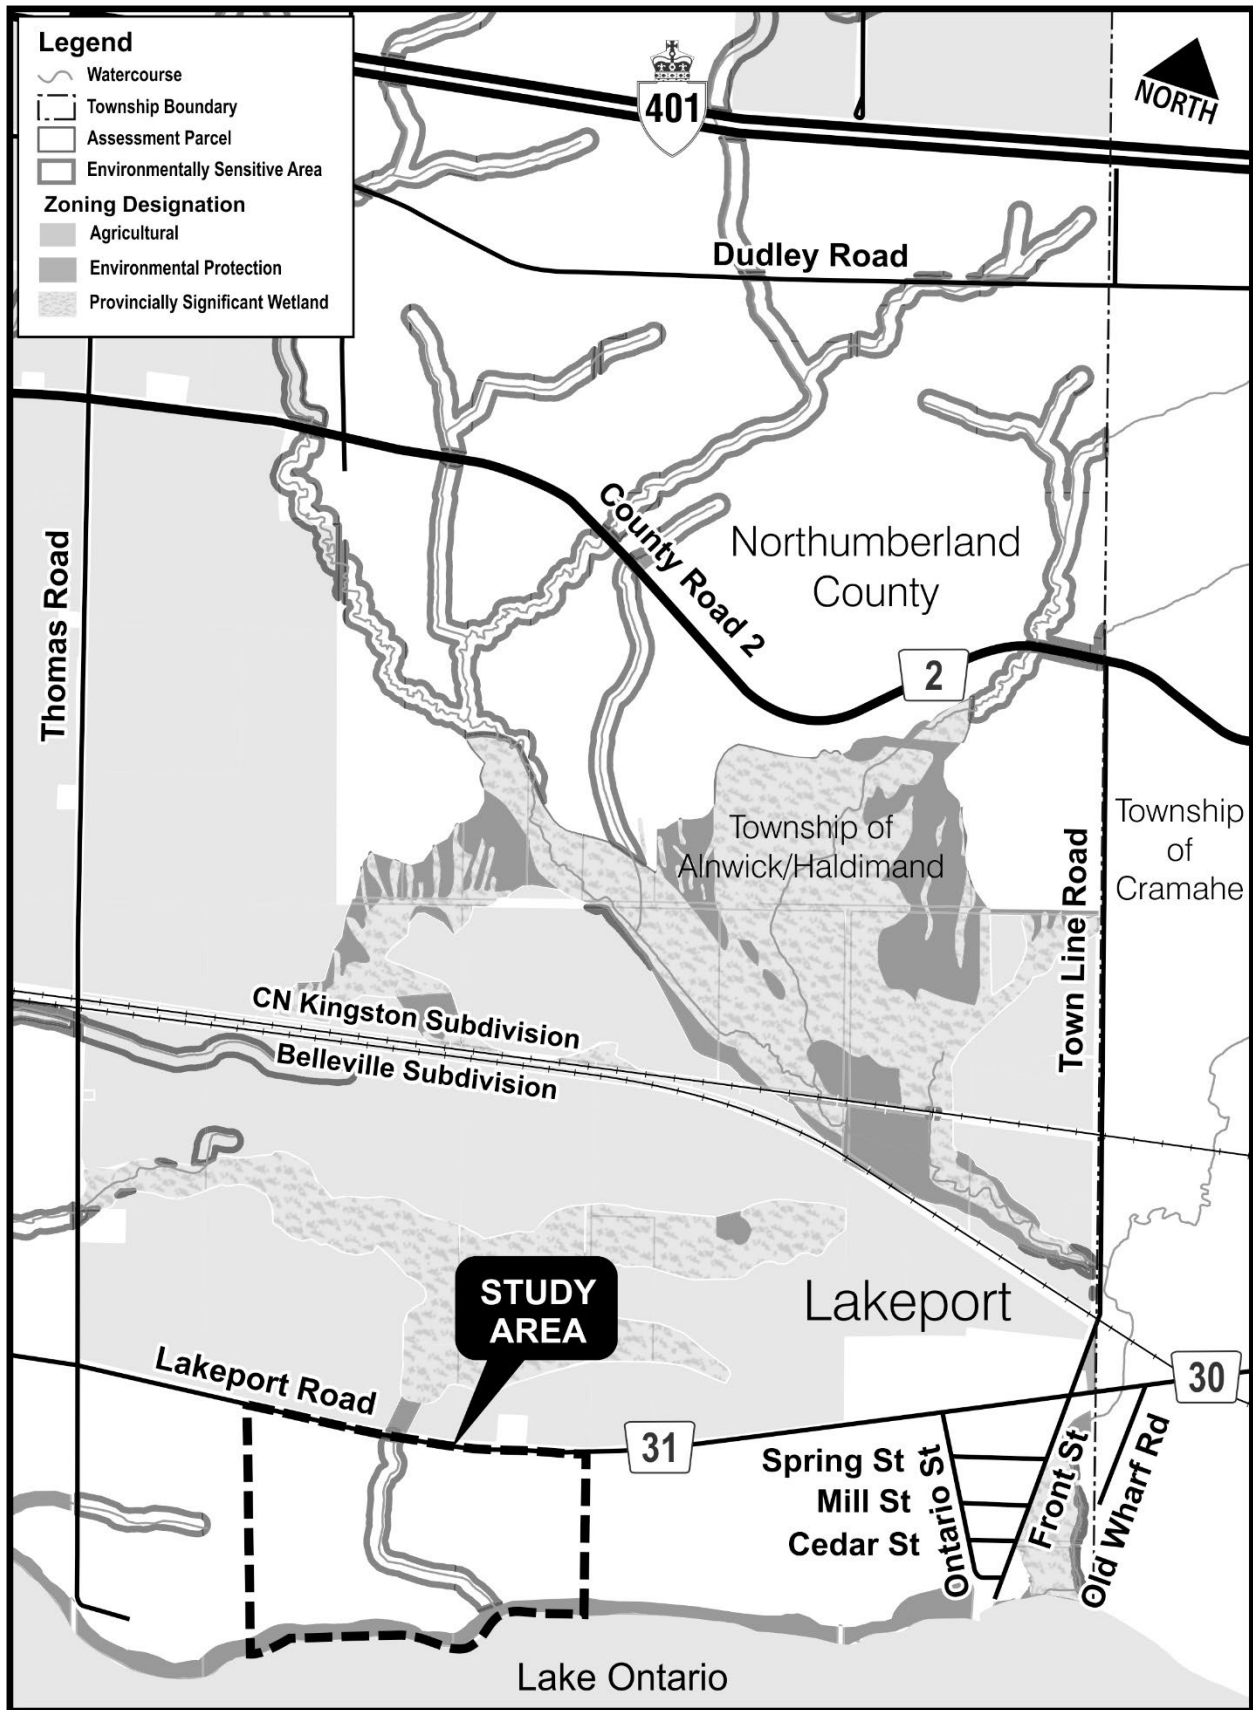 Legend
Watercourse
Township Boundary
Assessment Parcel
Environmentally Sensitive Area
Zoning Designation
Agricultural
Environmental Protection
Provincially Significant Wetland
401
NORTH
Dudley Road
County Road 2
Northumberland
County
2
Thomas Road
Township of
Alnwick/Haldimand
Township
of
Cramahe
Town Line Road
CN Kingston Subdivision
Belleville Subdivision
STUDY
AREA
Lakeport
Lakeport Road
31
30
Spring St
Mill St
Cedar St
Ontario St
Front St
Old Wharf Rd
Lake Ontario